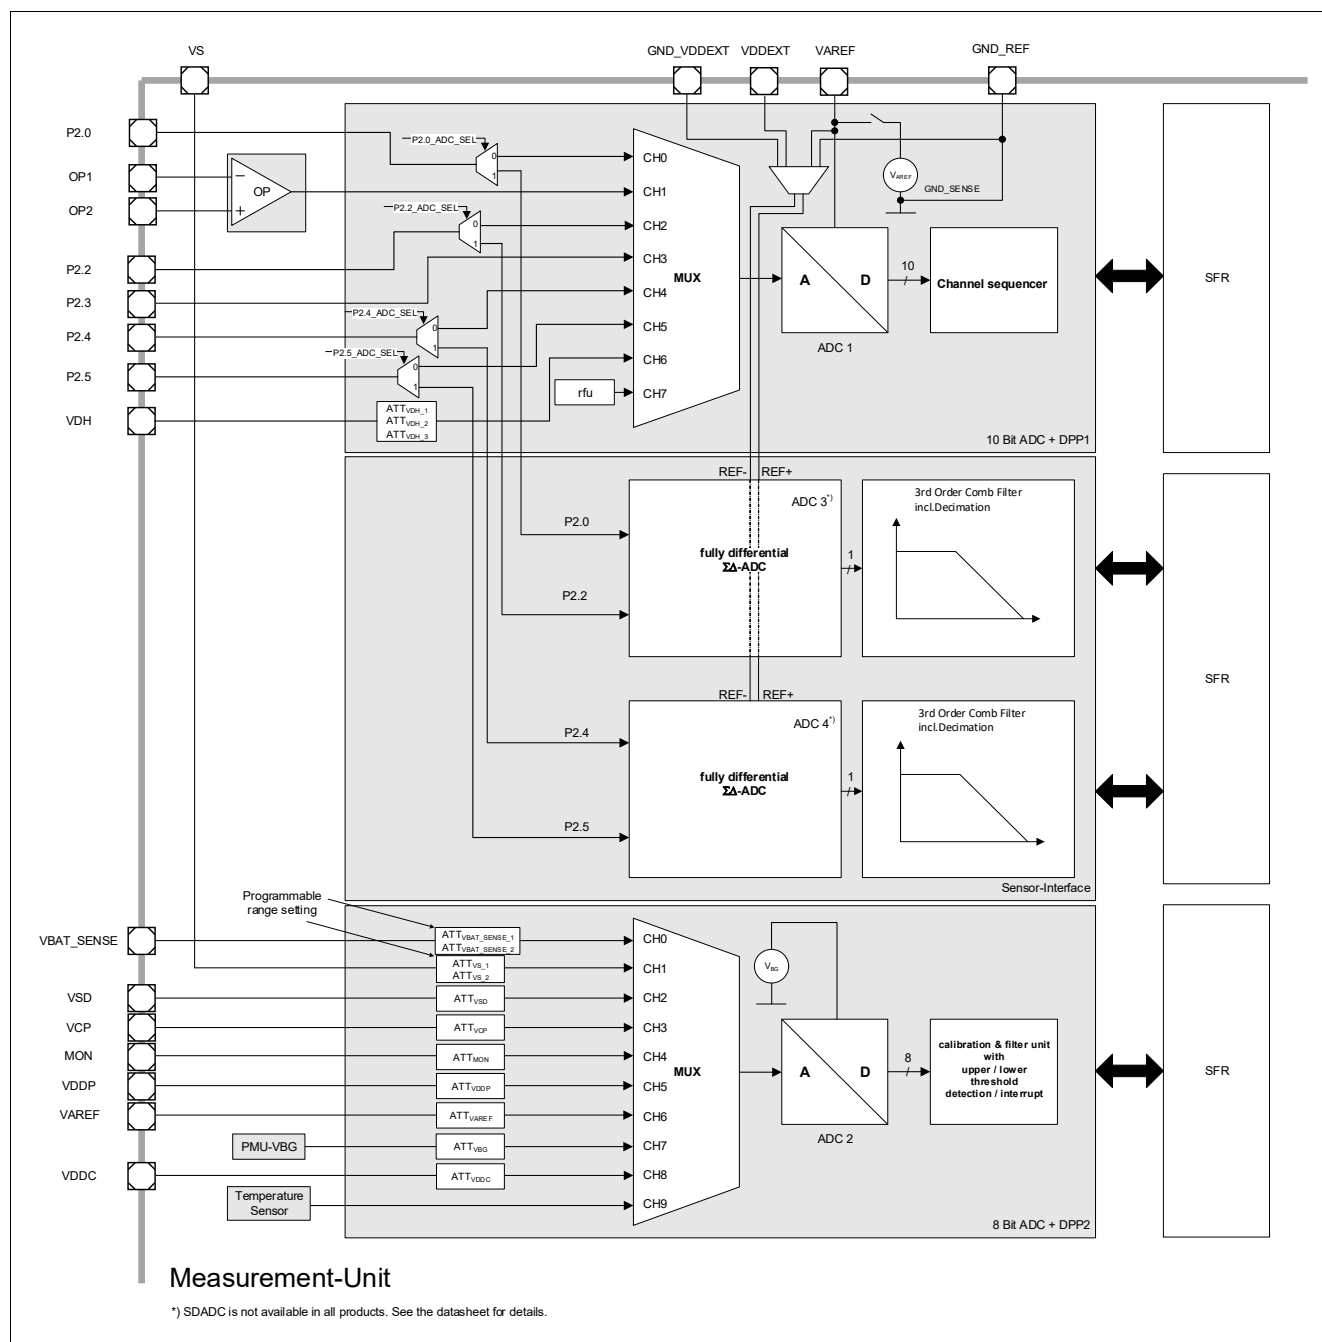 VS
GND_VDDEXT
VDDEXT
VAREF
GND_REF
P2.0
OP1
OP2
P2.2
P2.3
P2.4
P2.5
VDH
OP
−
+
P2.0_ADC_SEL
0
1
P2.2_ADC_SEL
0
1
P2.4_ADC_SEL
0
1
P2.5_ADC_SEL
0
1
ATTVDH_1
ATTVDH_2
ATTVDH_3
rfu
CH0
CH1
CH2
CH3
CH4
CH5
CH6
CH7
MUX
VAREF
GND_SENSE
A
D
ADC 1
10
Channel sequencer
10 Bit ADC + DPP1
SFR
REF-
REF+
P2.0
P2.2
ADC 3*)
fully differential
ΣΔ-ADC
1
3rd Order Comb Filter
incl.Decimation
REF-
REF+
P2.4
P2.5
ADC 4*)
fully differential
ΣΔ-ADC
1
3rd Order Comb Filter
incl.Decimation
Sensor-Interface
SFR
Programmable
range setting
VBAT_SENSE
VSD
VCP
MON
VDDP
VAREF
PMU-VBG
VDDC
Temperature
Sensor
ATTVBAT_SENSE_1
ATTVBAT_SENSE_2
ATTVS_1
ATTVS_2
ATTVSD
ATTVCP
ATTMON
ATTVDDP
ATTVAREF
ATTVBG
ATTVDDC
CH0
CH1
CH2
CH3
CH4
CH5
CH6
CH7
CH8
CH9
MUX
VBG
A
D
ADC 2
8
calibration & filter unit
with
upper / lower
threshold
detection / interrupt
8 Bit ADC + DPP2
SFR
Measurement-Unit
*) SDADC is not available in all products. See the datasheet for details.